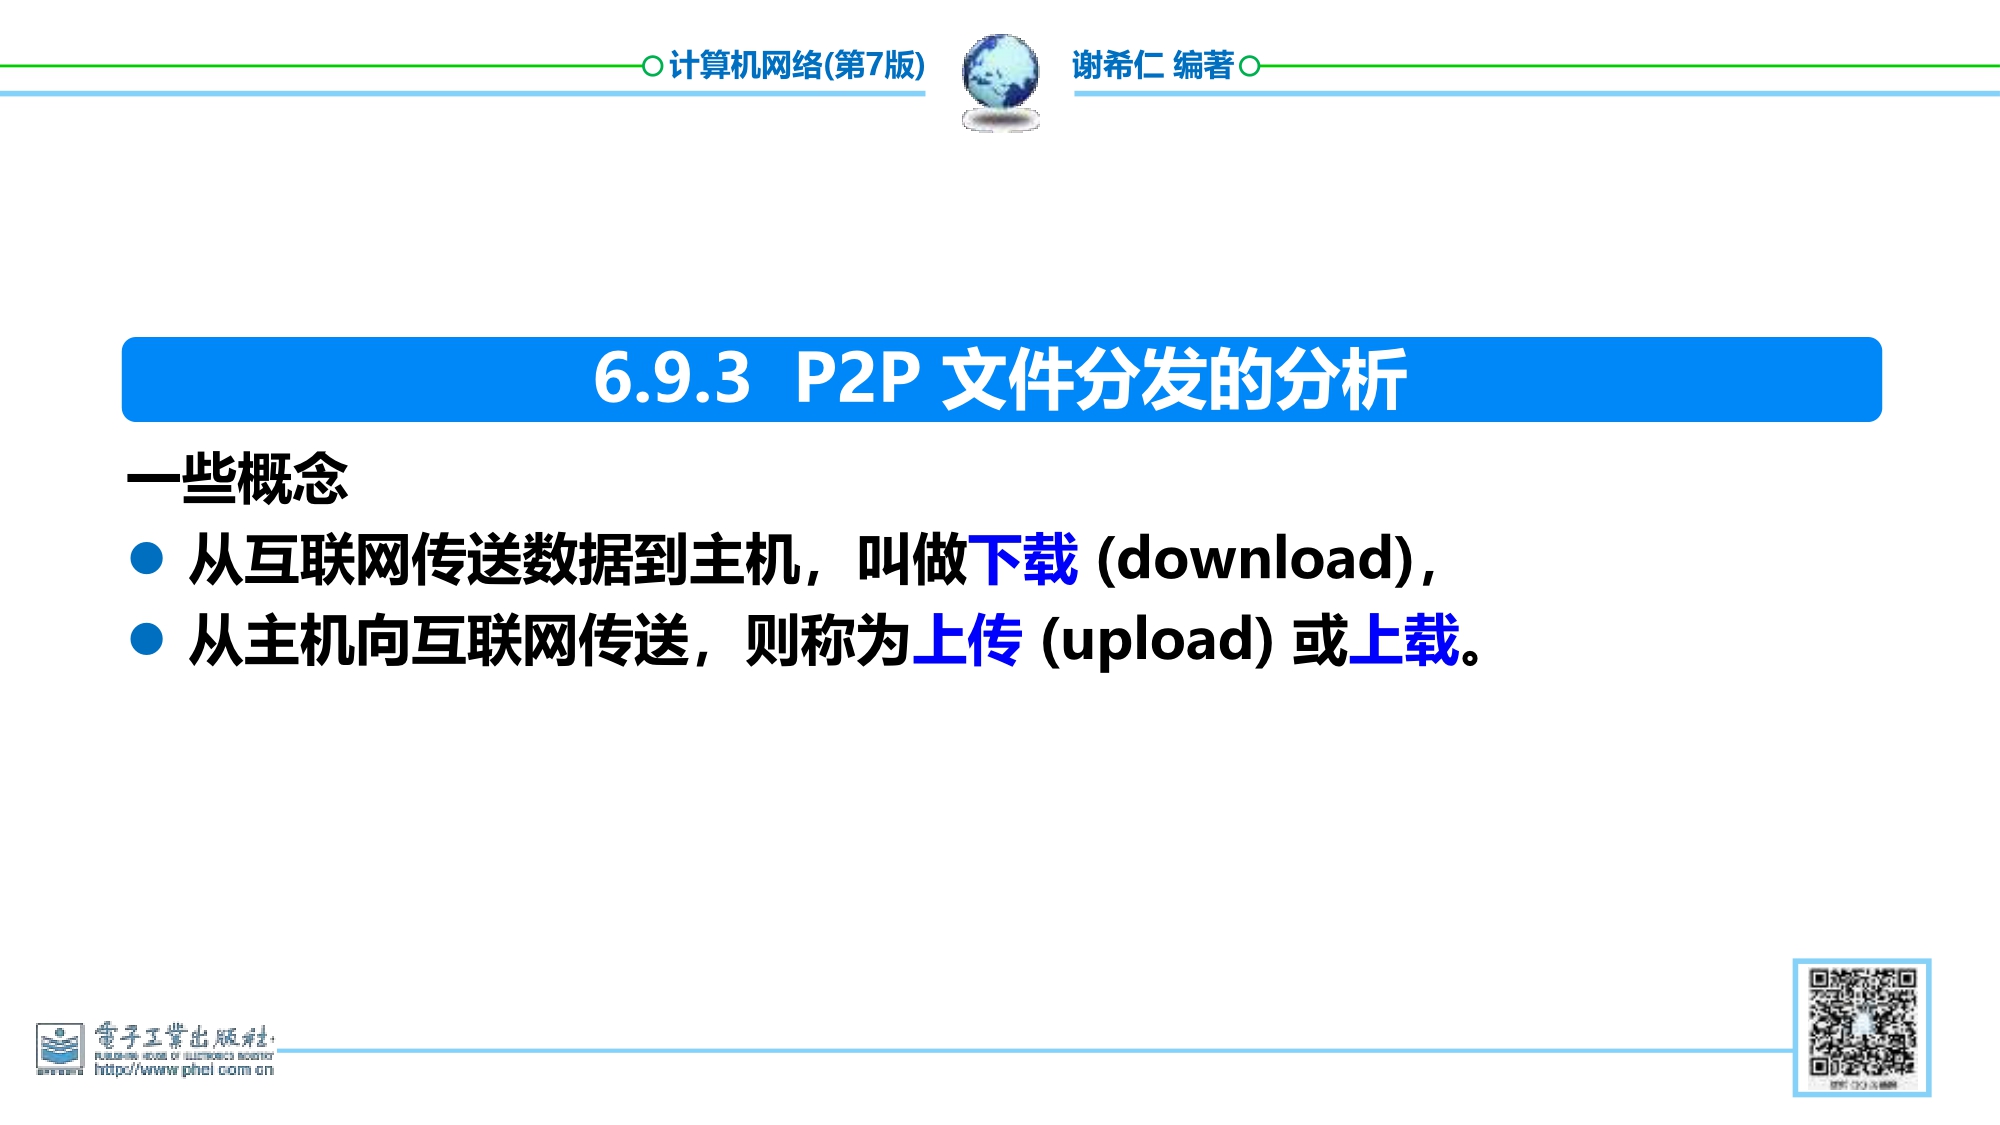 计算机网络(第7版) 谢希仁 编著
6.9.3 P2P 文件分发的分析
一些概念
● 从互联网传送数据到主机，叫做下载 (download)，
● 从主机向互联网传送，则称为上传 (upload) 或上载。
電子工業出版社
PUBLISHING HOUSE OF ELECTRONICS INDUSTRY
http://www.phei.com.cn